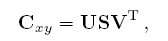 C_{xy} = USV^T ,